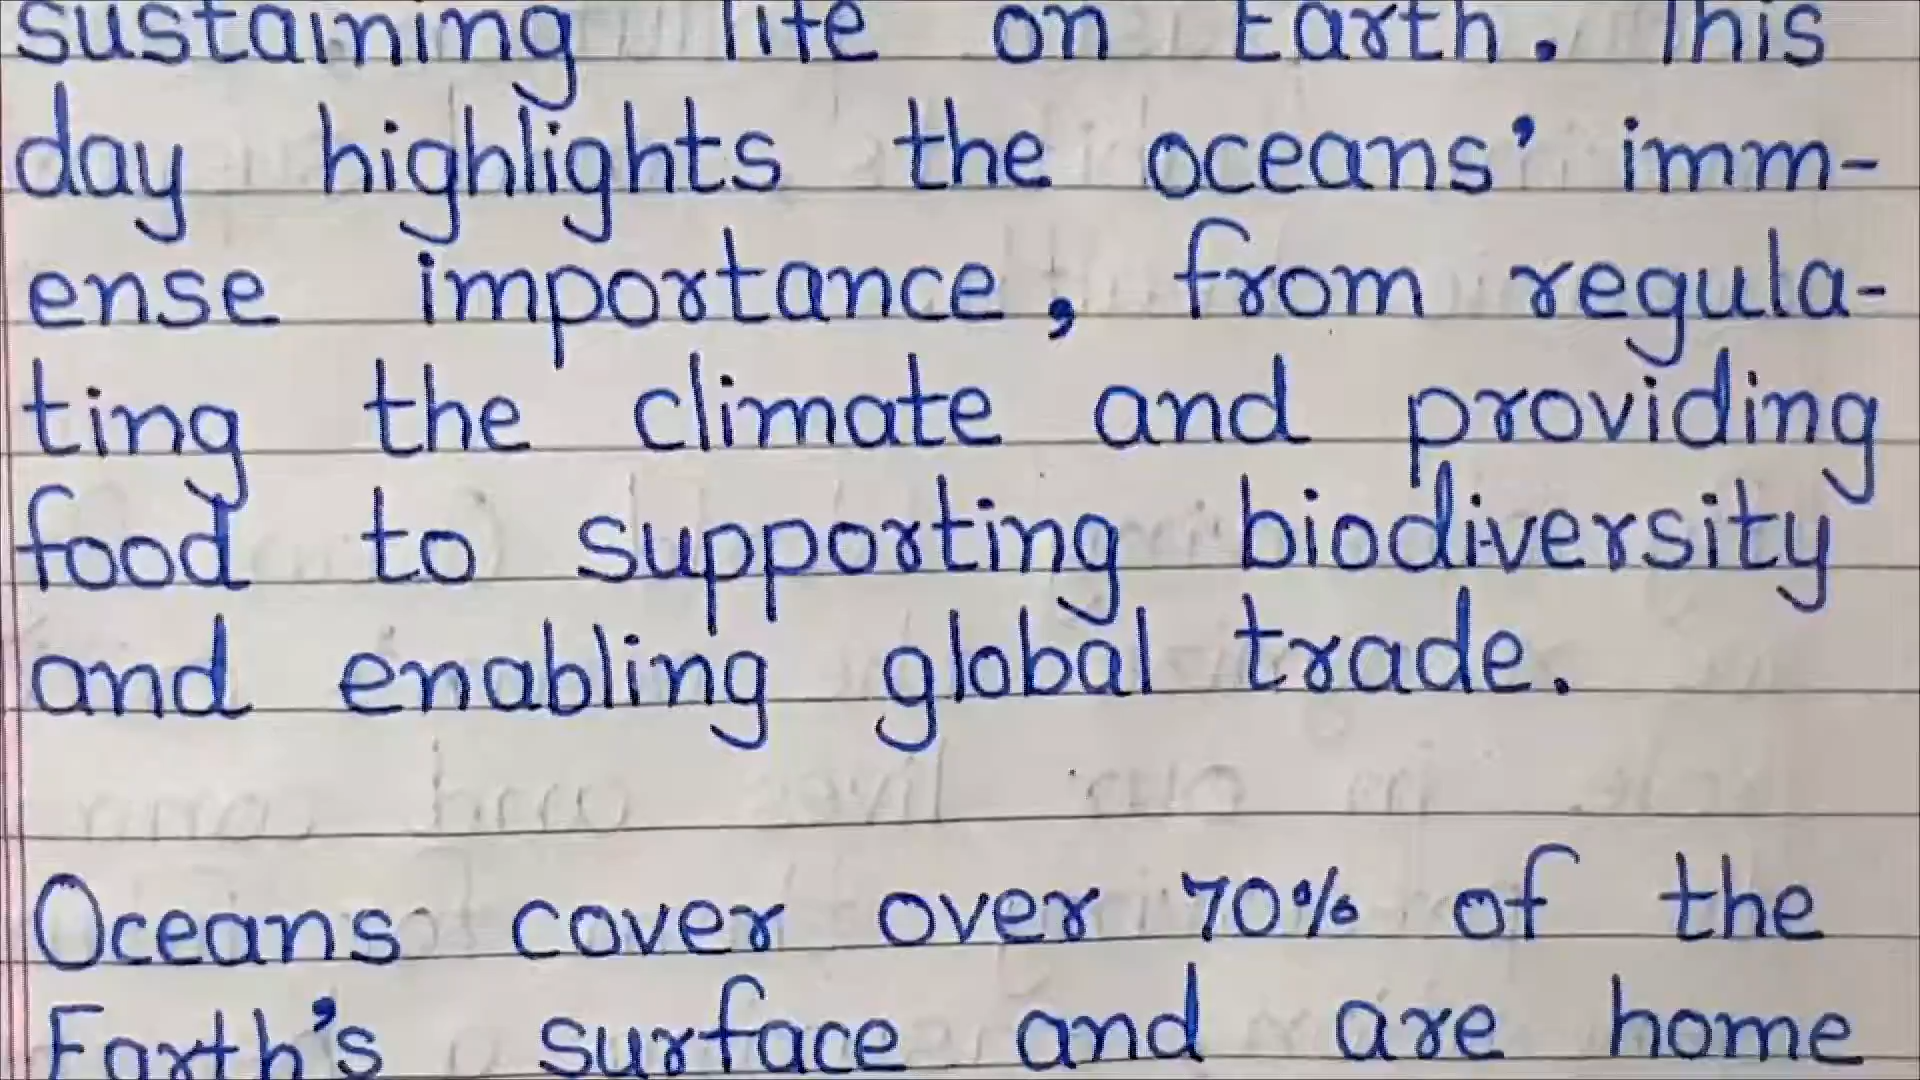 sustaining life on Earth. This
day highlights the oceans' imm-
ense importance, from regula-
ting the climate and providing
food to supporting biodiversity
and enabling global trade.
Oceans cover over 70% of the
Earth's surface and are home